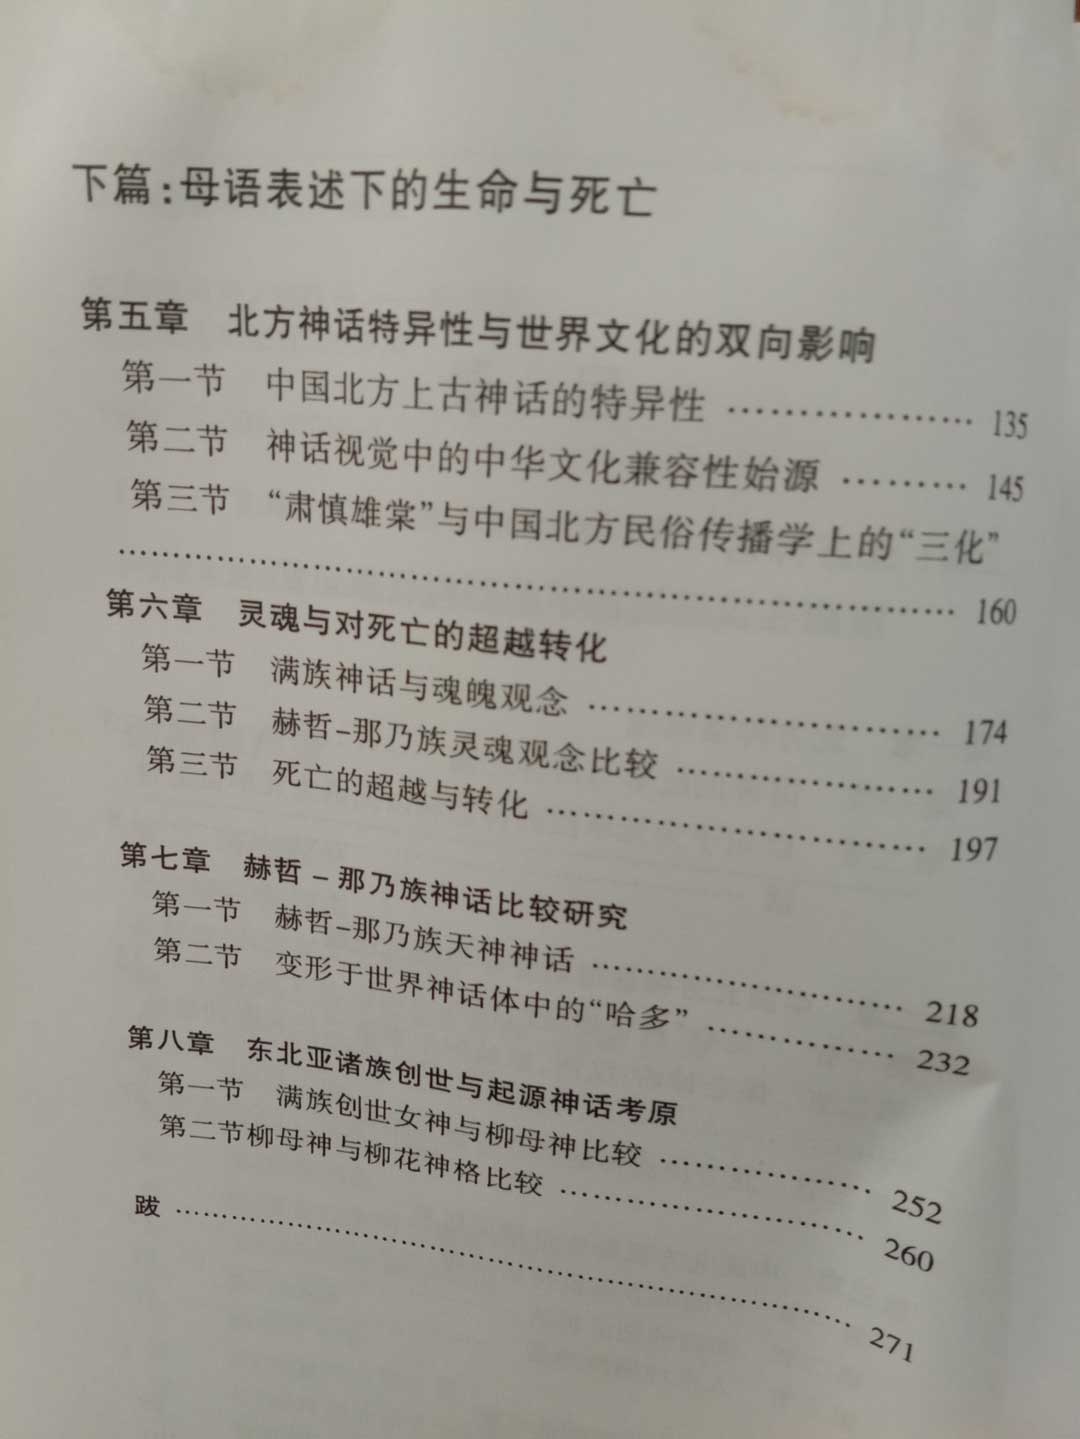 下篇：母语表述下的生命与死亡
第五章　北方神话特异性与世界文化的双向影响
第一节　中国北方上古神话的特异性 ………………… 135
第二节　神话视觉中的中华文化兼容性始源 ……… 145
第三节　“肃慎雄棠”与中国北方民俗传播学上的“三化”
…………………………………………………………… 160
第六章　灵魂与对死亡的超越转化
第一节　满族神话与魂魄观念 ………………………… 174
第二节　赫哲-那乃族灵魂观念比较 ………………… 191
第三节　死亡的超越与转化 …………………………… 197
第七章　赫哲－那乃族神话比较研究
第一节　赫哲-那乃族天神神话 ……………………… 218
第二节　变形于世界神话体中的“哈多” …………… 232
第八章　东北亚诸族创世与起源神话考原
第一节　满族创世女神与柳母神比较 ……………… 252
第二节柳母神与柳花神格比较 ……………………… 260
跋 ……………………………………………………… 271